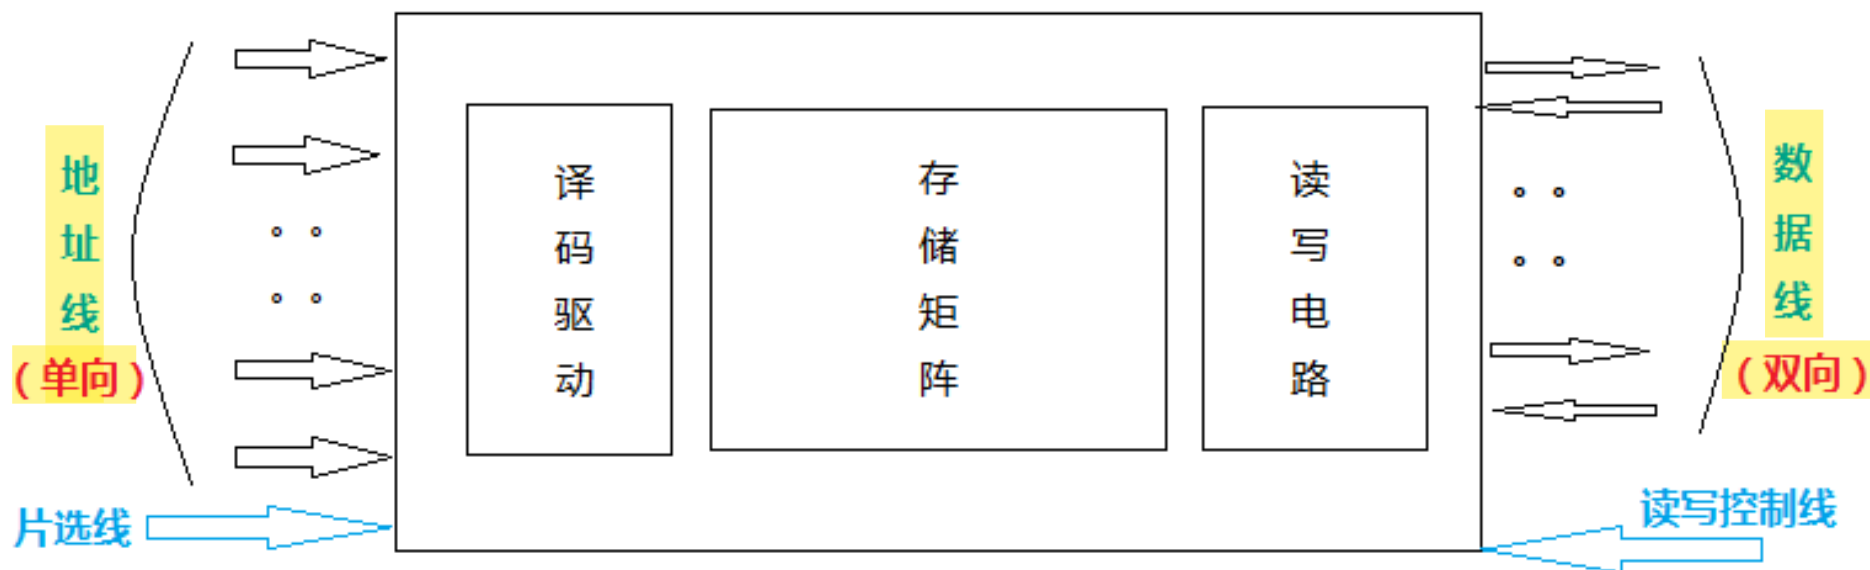 地址线
(单向)
片选线
译码驱动
存储矩阵
读写电路
数据线
(双向)
读写控制线